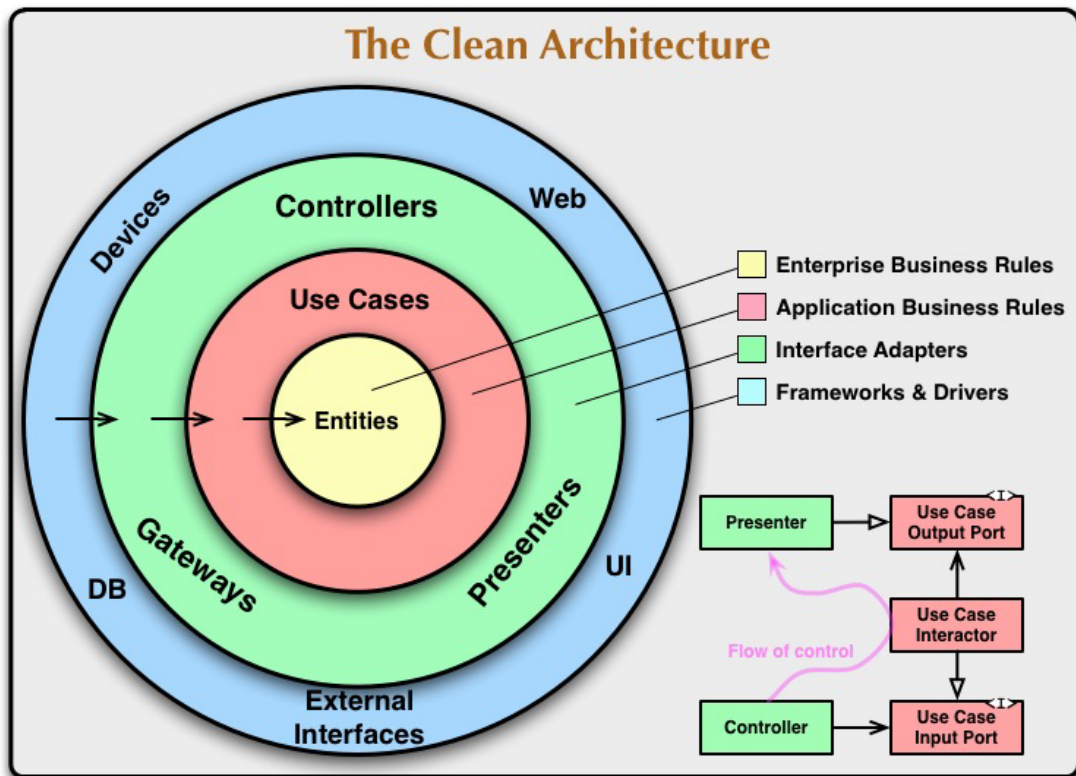 The Clean Architecture
Devices
Web
Controllers
Use Cases
Entities
Gateways
Presenters
DB
UI
External
Interfaces
Enterprise Business Rules
Application Business Rules
Interface Adapters
Frameworks & Drivers
Presenter
<I>
Use Case
Output Port
Use Case
Interactor
Flow of control
Controller
<I>
Use Case
Input Port